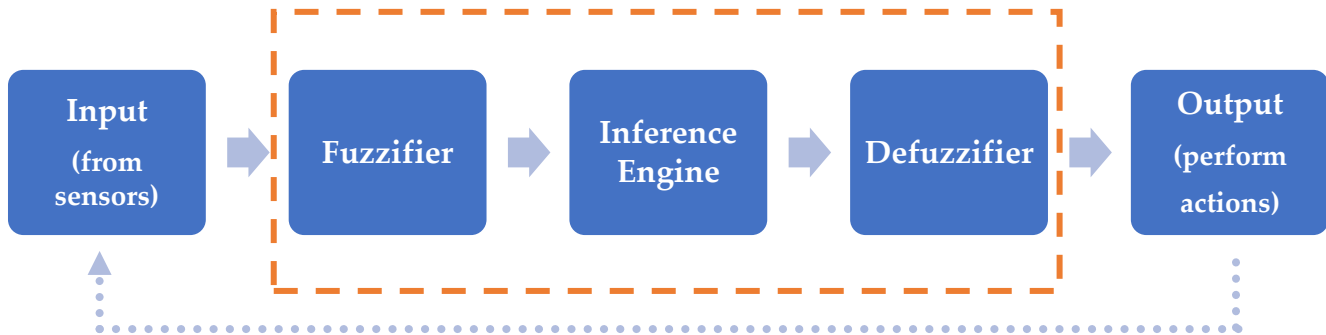 Input
(from
sensors)
Fuzzifier
Inference
Engine
Defuzzifier
Output
(perform
actions)